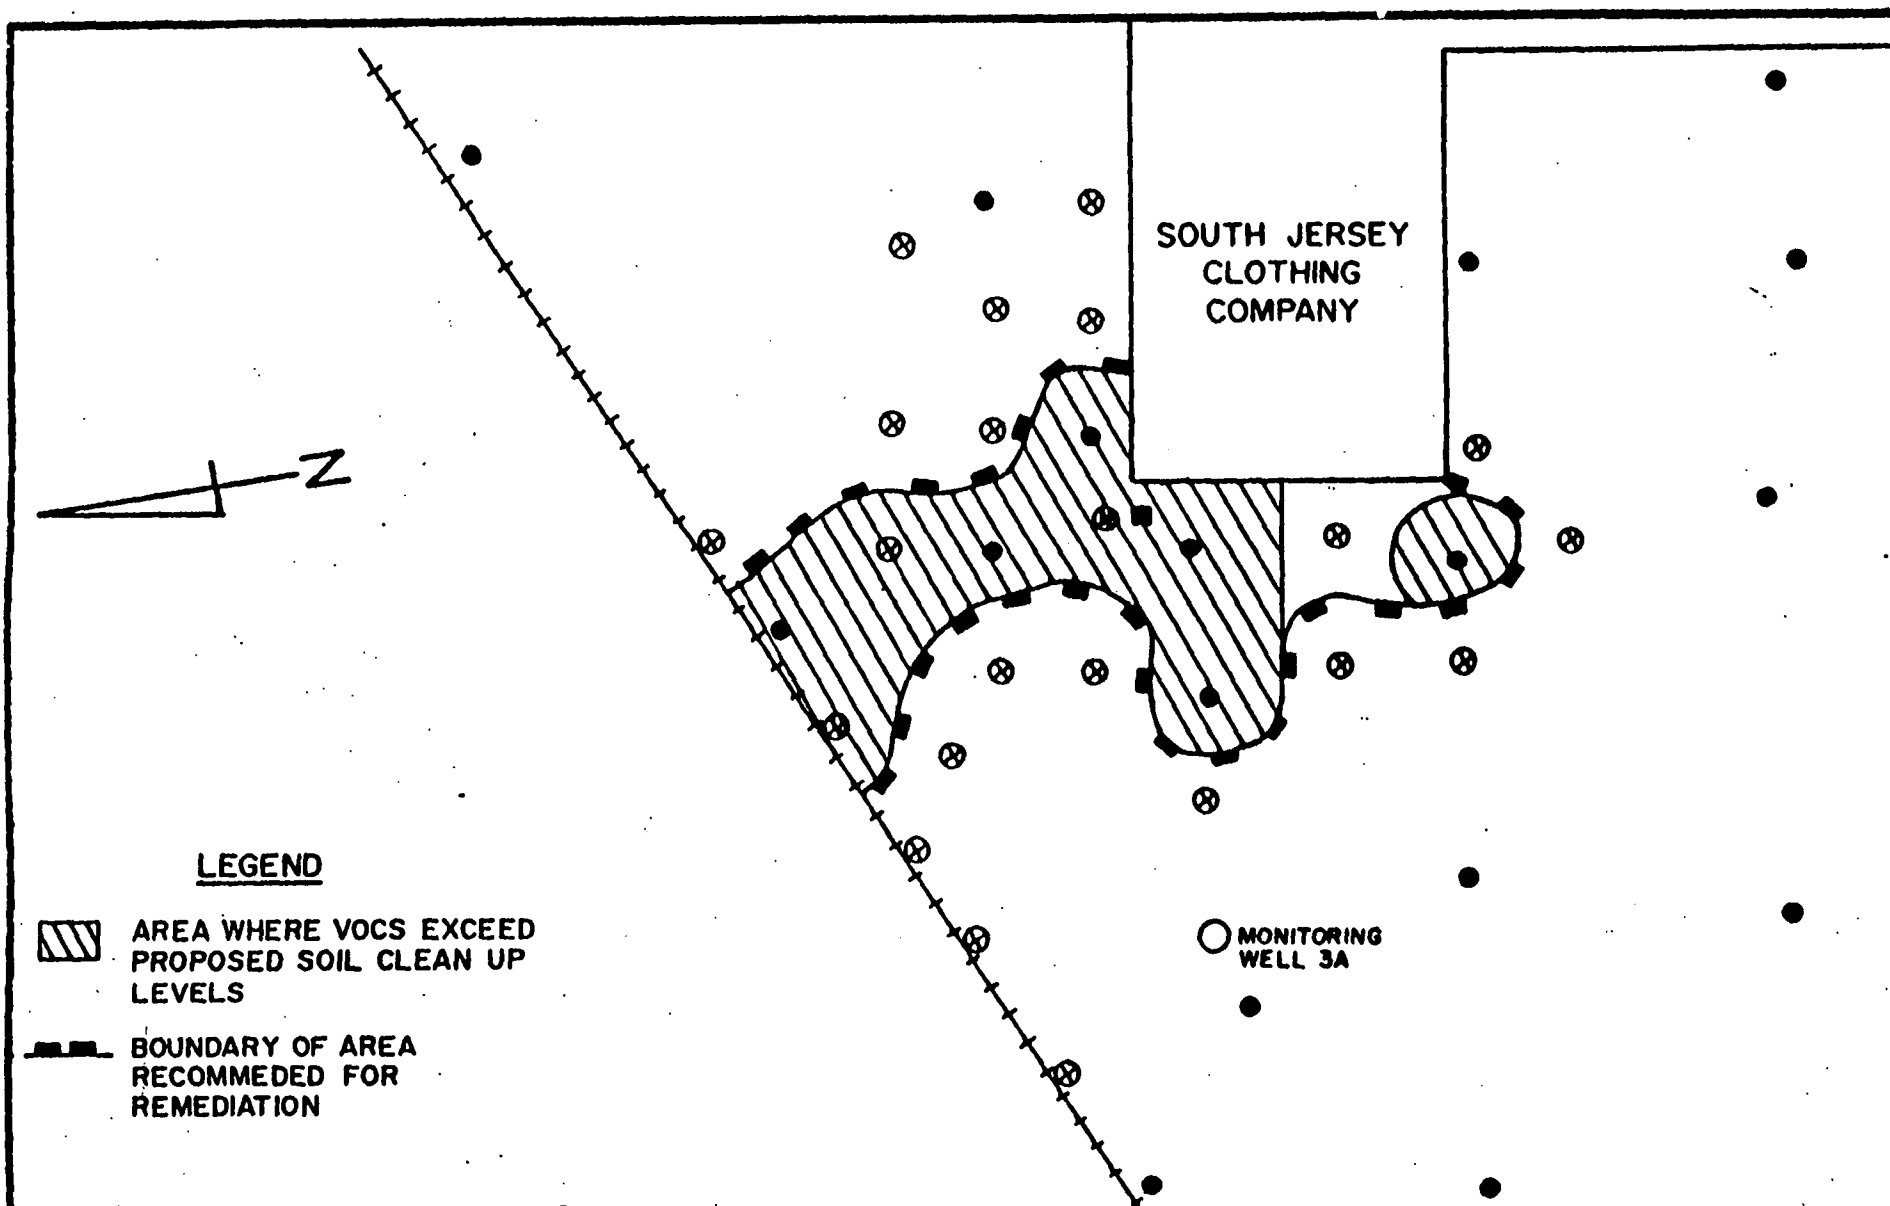 SOUTH JERSEY
CLOTHING
COMPANY
N
LEGEND
AREA WHERE VOCS EXCEED
PROPOSED SOIL CLEAN UP
LEVELS
BOUNDARY OF AREA
RECOMMEDED FOR
REMEDIATION
MONITORING
WELL 3A